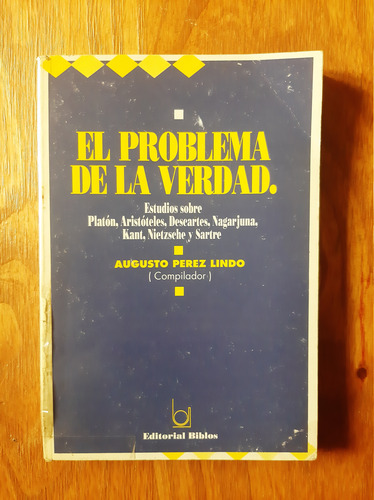 EL PROBLEMA
DE LA VERDAD.
Estudios sobre
Platón, Aristóteles, Descartes, Nagarjuna,
Kant, Nietzsche y Sartre
AUGUSTO PEREZ LINDO
( Compilador )
Editorial Biblos